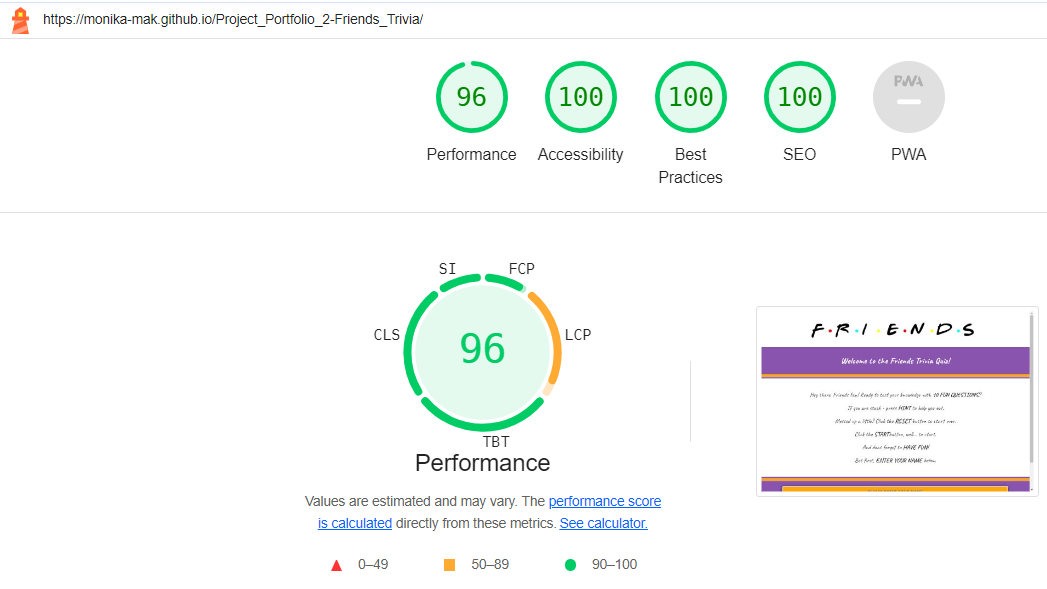 https://monika-mak.github.io/Project_Portfolio_2-Friends_Trivia/
96
100
100
100
PWA
Performance
Accessibility
Best
Practices
SEO
PWA
SI
FCP
CLS
LCP
96
TBT
Performance
Values are estimated and may vary. The performance score
is calculated directly from these metrics. See calculator.
0–49
50–89
90–100
F·R·I·E·N·D·S
Welcome to the Friends Trivia Quiz!
Hey there, Friends fan! Ready to test your knowledge with 10 FUN QUESTIONS?
If you are stuck - press HINT to help you out.
Messed up a little? Click the RESET button to start over.
Click the START button, well... to start.
And don't forget to HAVE FUN!
But first, ENTER YOUR NAME below.